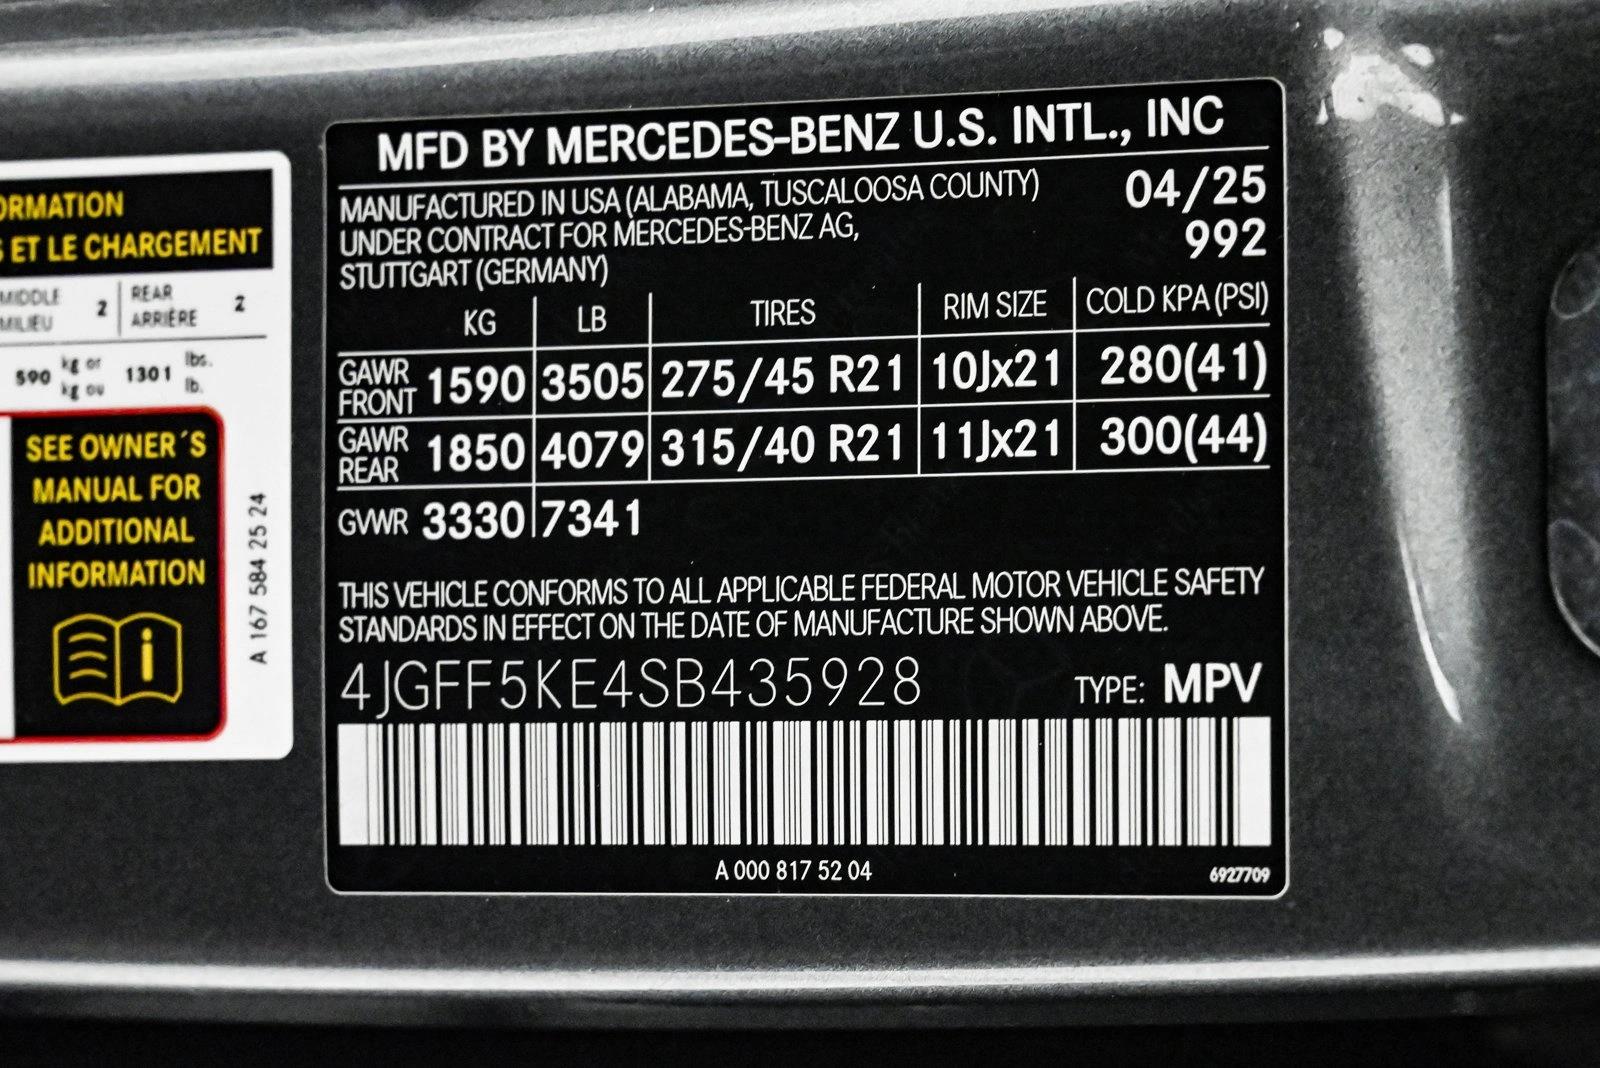 ORMATION
S ET LE CHARGEMENT
MIDDLE
MILIEU
2
REAR
ARRIÈRE
2
590 kg or
kg ou
1301 lbs.
lb.
SEE OWNER´S
MANUAL FOR
ADDITIONAL
INFORMATION
i
A 167 584 25 24
MFD BY MERCEDES-BENZ U.S. INTL., INC
MANUFACTURED IN USA (ALABAMA, TUSCALOOSA COUNTY) 04/25
UNDER CONTRACT FOR MERCEDES-BENZ AG, 992
STUTTGART (GERMANY)
KG LB TIRES RIM SIZE COLD KPA (PSI)
GAWR FRONT 1590 3505 275/45 R21 10Jx21 280(41)
GAWR REAR 1850 4079 315/40 R21 11Jx21 300(44)
GVWR 3330 7341
THIS VEHICLE CONFORMS TO ALL APPLICABLE FEDERAL MOTOR VEHICLE SAFETY
STANDARDS IN EFFECT ON THE DATE OF MANUFACTURE SHOWN ABOVE.
4JGFF5KE4SB435928 TYPE: MPV
A 000 817 52 04 6927709